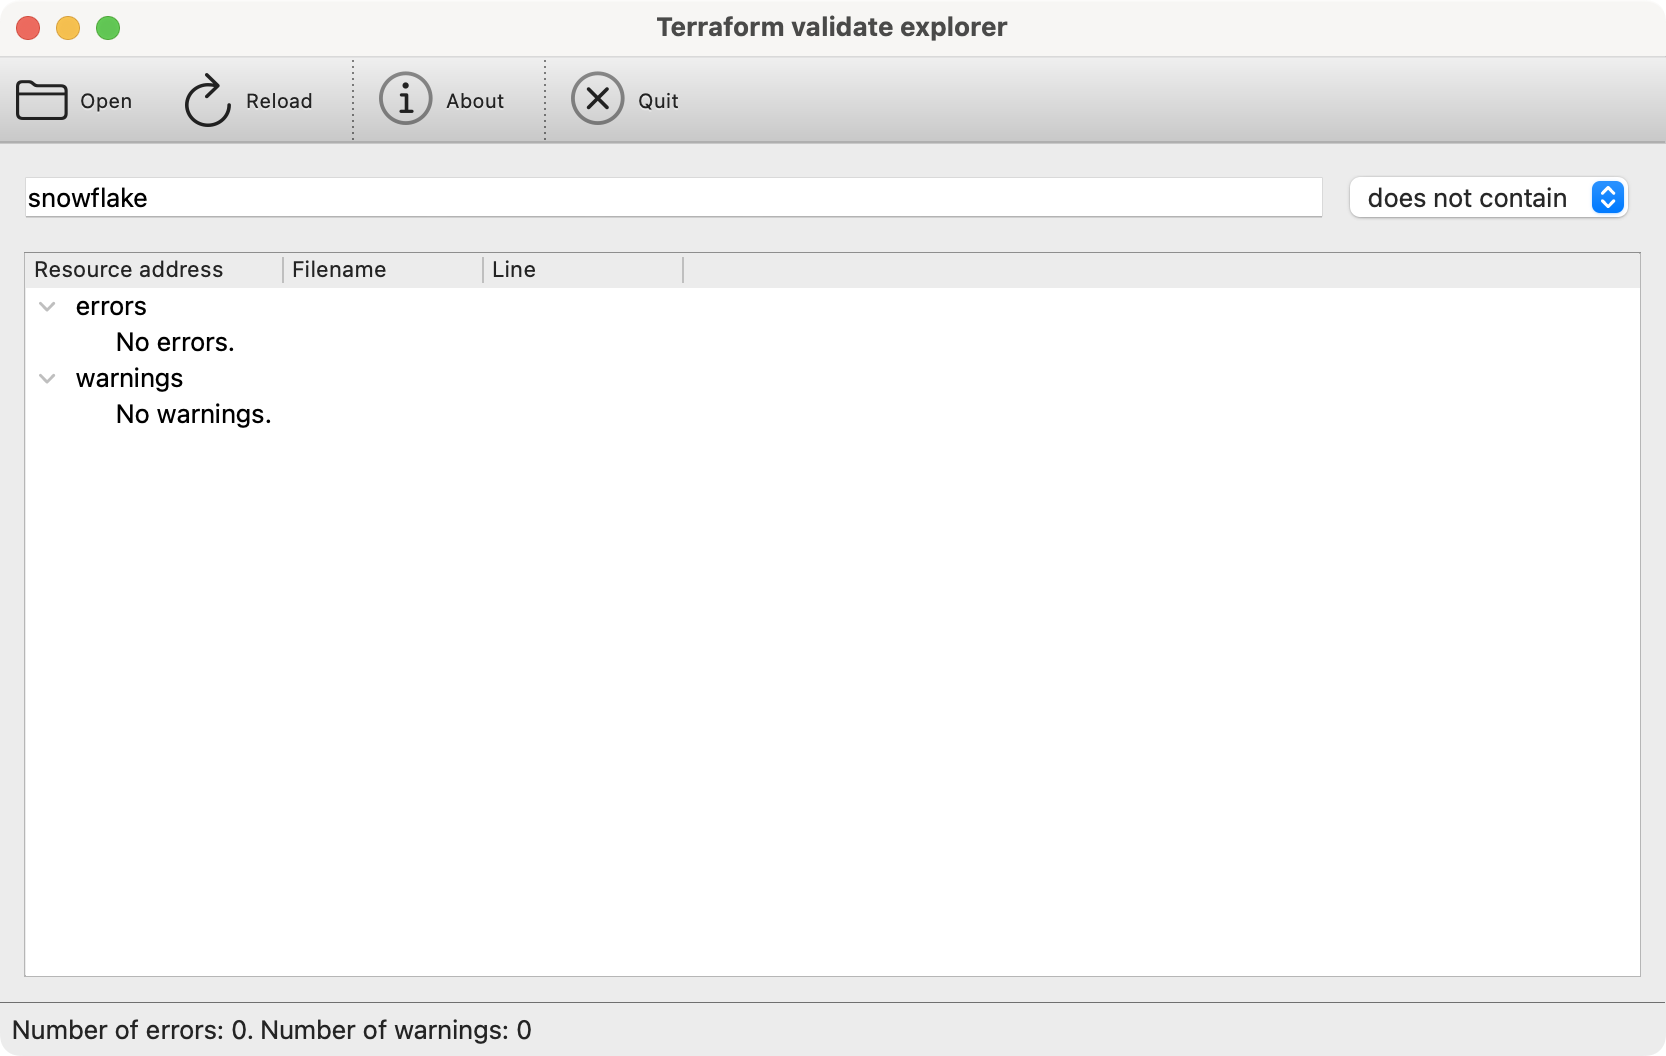 Terraform validate explorer
Open Reload About Quit
snowflake does not contain
Resource address Filename Line
errors
No errors.
warnings
No warnings.
Number of errors: 0. Number of warnings: 0